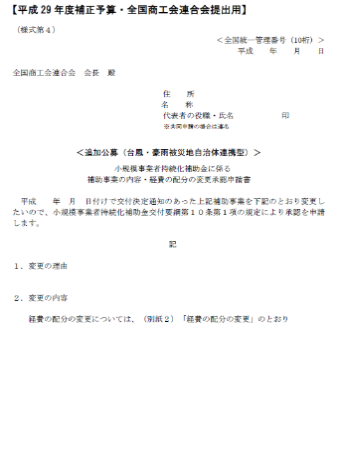 【平成29年度補正予算・全国商工会連合会提出用】
（様式第４）
＜全国統一管理番号（10桁）＞
平成　　年　　月　　日
全国商工会連合会　会長　殿
住　　所
名　　称
代表者の役職・氏名　　　　　　印
※共同申請の場合は連名
＜追加公募（台風・豪雨被災地自治体連携型）＞
小規模事業者持続化補助金に係る
補助事業の内容・経費の配分の変更承認申請書
平成　　年　　月　　日付けで交付決定通知のあった上記補助事業を下記のとおり変更し
たいので、小規模事業者持続化補助金交付要綱第１０条第１項の規定により承認を申請
します。
記
１．変更の理由
２．変更の内容
経費の配分の変更については、（別紙２）「経費の配分の変更」のとおり